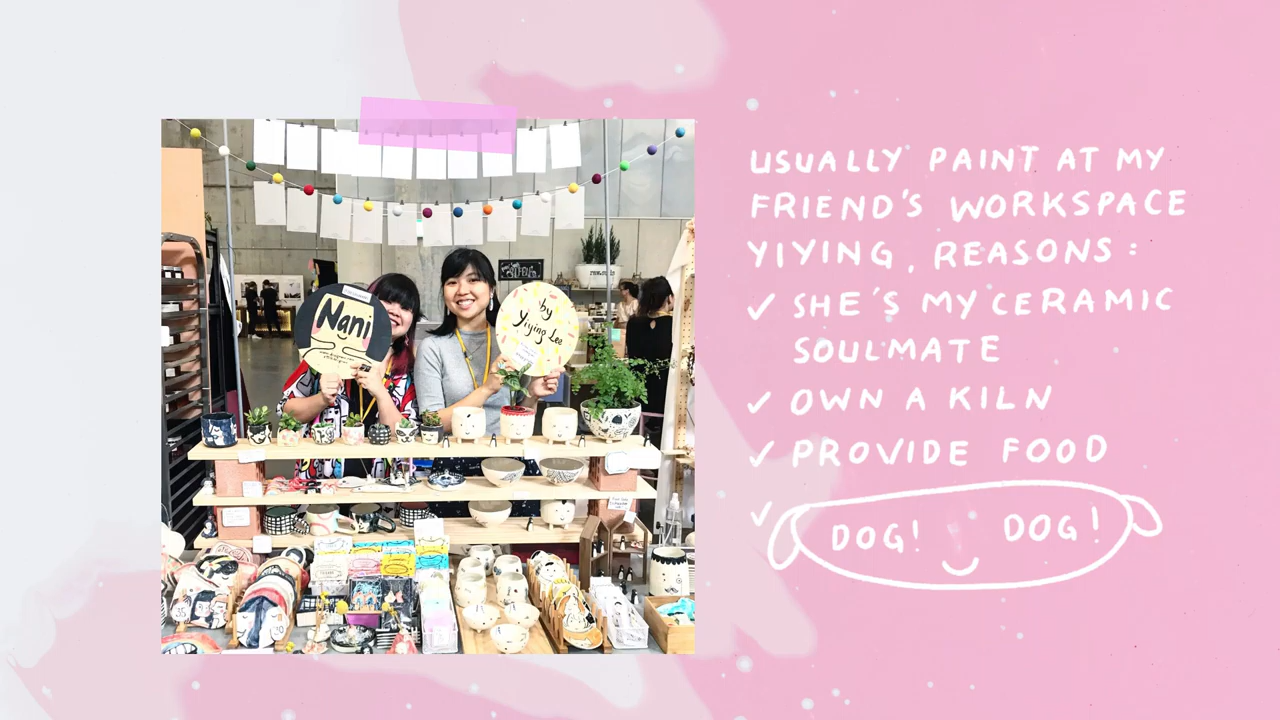 USUALLY PAINT AT MY
FRIEND'S WORKSPACE
YIYING, REASONS:
✓ SHE'S MY CERAMIC
SOULMATE
✓ OWN A KILN
✓ PROVIDE FOOD
✓ DOG! DOG!
Nani
by
Yiying Lee